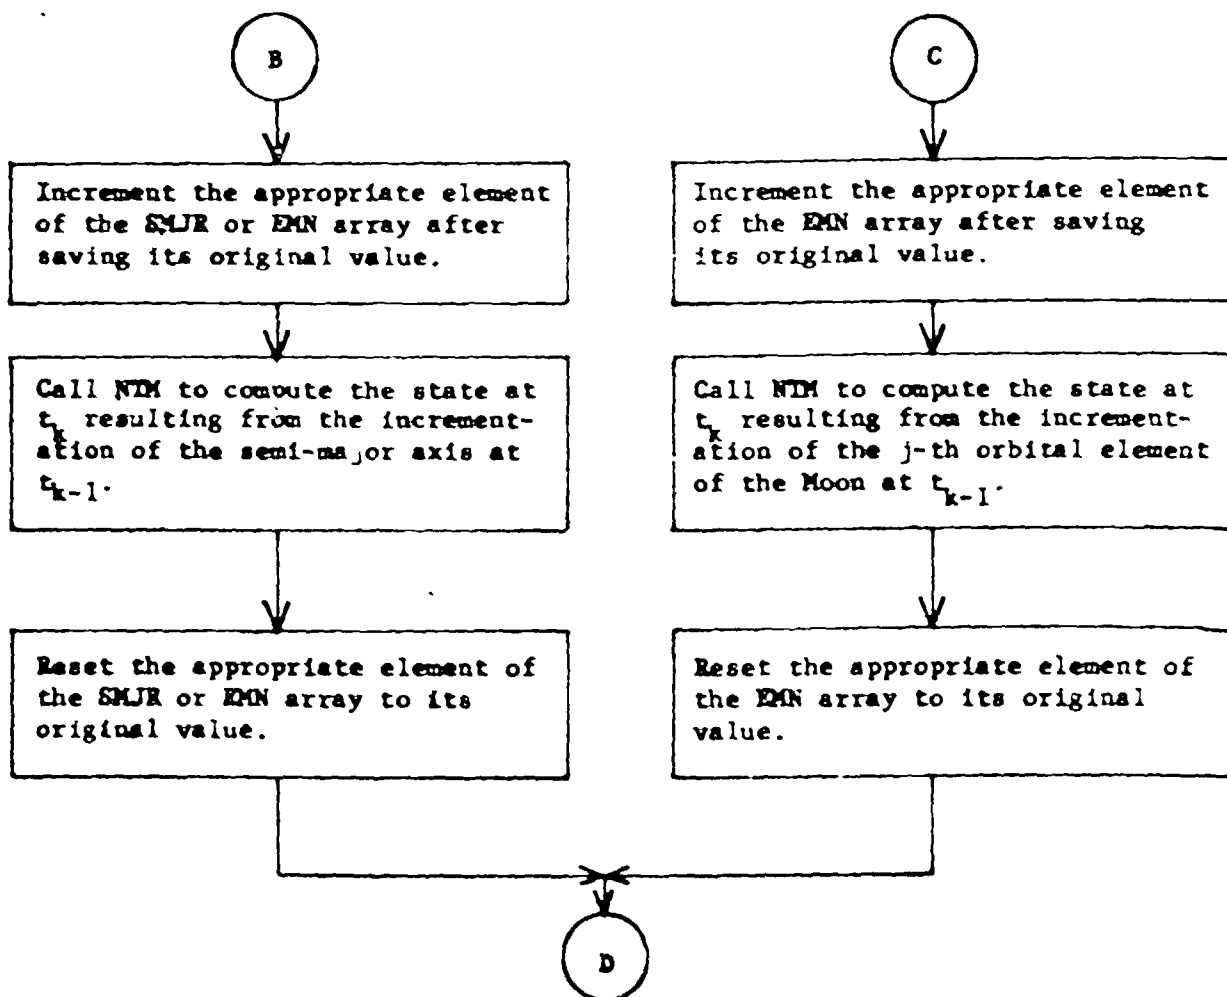 B
Increment the appropriate element
of the SMJR or EMN array after
saving its original value.
Call NTM to compute the state at
t_k resulting from the increment-
ation of the semi-major axis at
t_{k-1}.
Reset the appropriate element of
the SMJR or EMN array to its
original value.
C
Increment the appropriate element
of the EMN array after saving
its original value.
Call NTM to compute the state at
t_k resulting from the increment-
ation of the j-th orbital element
of the Moon at t_{k-1}.
Reset the appropriate element of
the EMN array to its original
value.
D